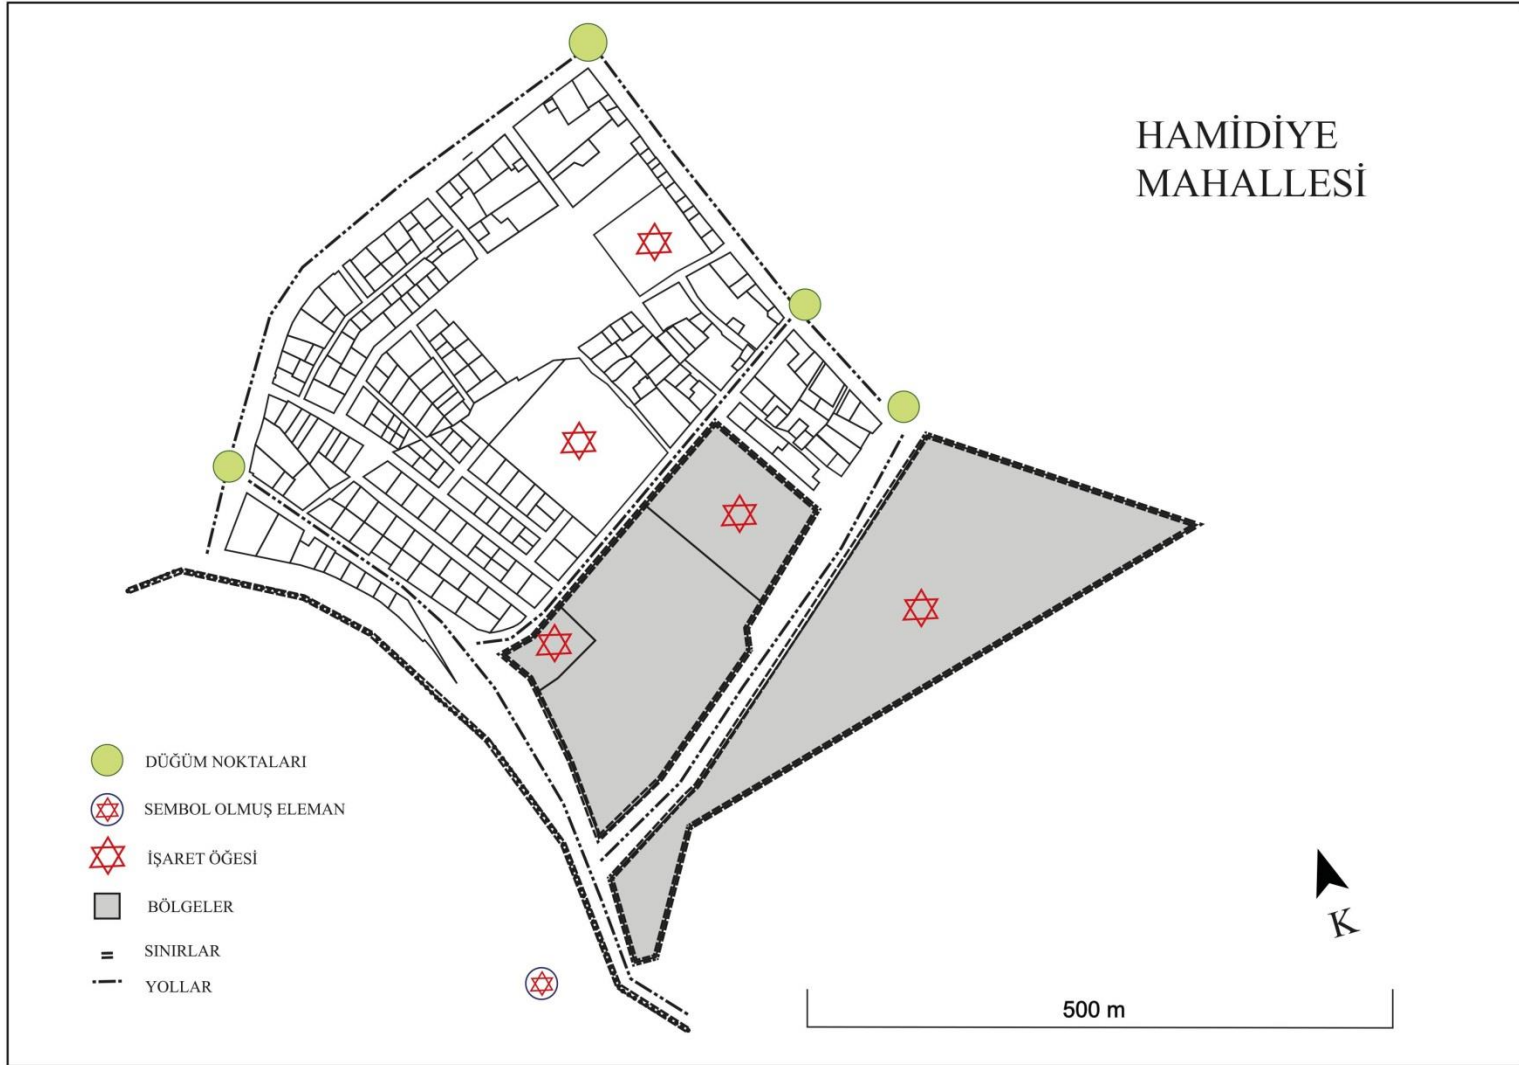 HAMİDİYE
MAHALLESİ
DÜĞÜM NOKTALARI
SEMBOL OLMUŞ ELEMAN
İŞARET ÖĞESİ
BÖLGELER
SINIRLAR
YOLLAR
K
500 m